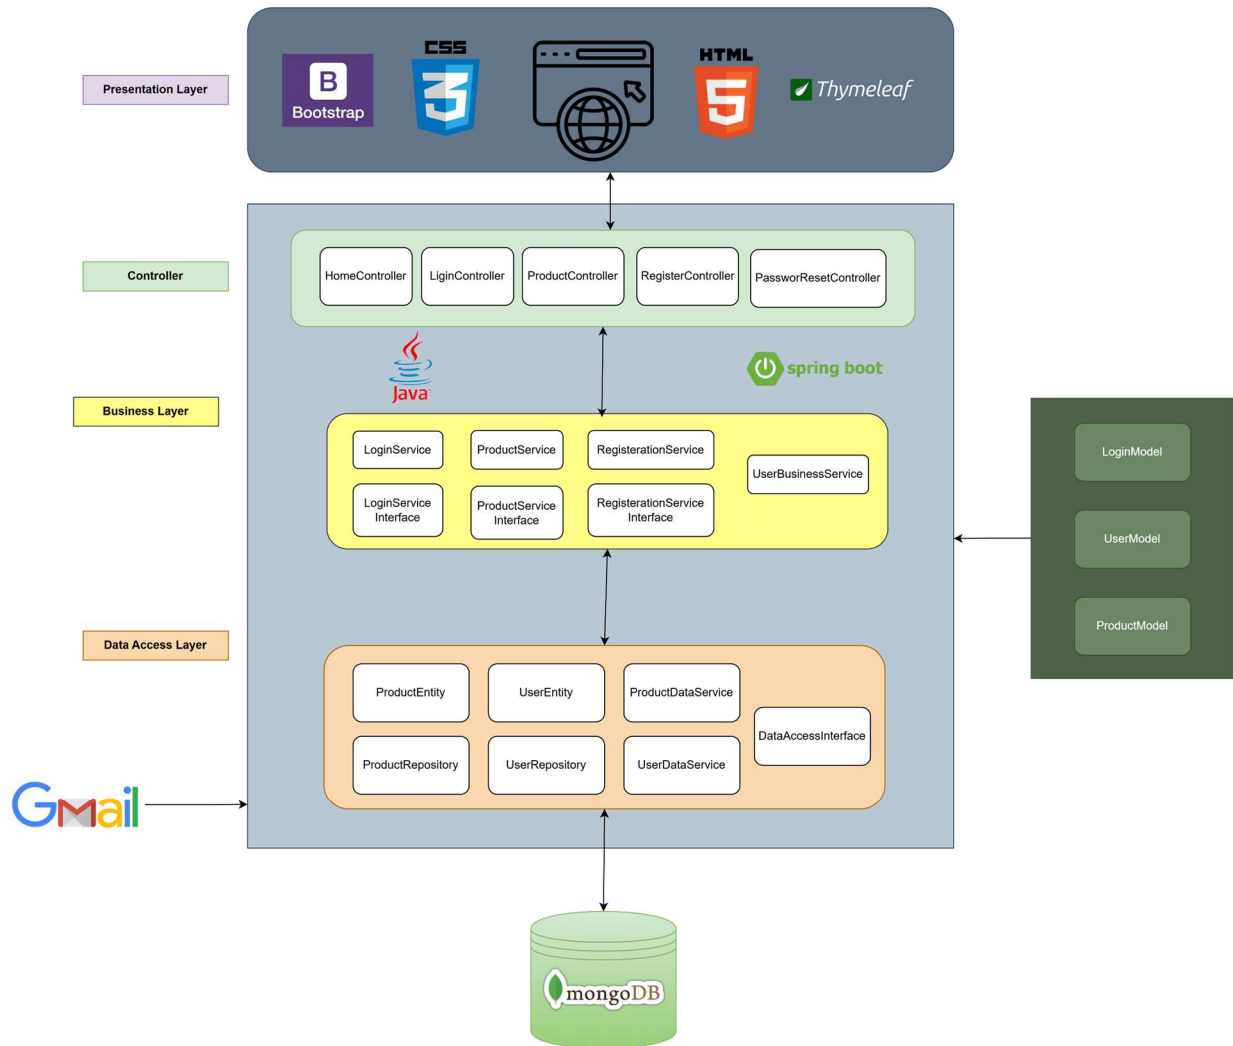 Presentation Layer
B
Bootstrap
CSS
3
HTML
5
Thymeleaf
Controller
HomeController
LiginController
ProductController
RegisterController
PassworResetController
Java
spring boot
Business Layer
LoginService
ProductService
RegisterationService
UserBusinessService
LoginService
Interface
ProductService
Interface
RegisterationService
Interface
LoginModel
UserModel
ProductModel
Data Access Layer
ProductEntity
UserEntity
ProductDataService
DataAccessInterface
ProductRepository
UserRepository
UserDataService
GMail
mongoDB